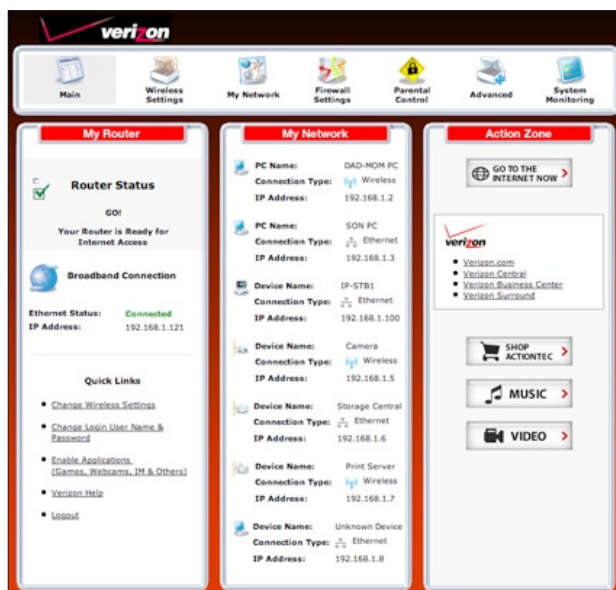 verizon
Main
Wireless
Settings
My Network
Firewall
Settings
Parental
Control
Advanced
System
Monitoring
My Router
Router Status
GO!
Your Router is Ready for
Internet Access
Broadband Connection
Ethernet Status: Connected
IP Address: 192.168.1.121
Quick Links
Change Wireless Settings
Change Login User Name &
Password
Enable Applications
(Games, Webcams, IM & Others)
Verizon Help
Logout
My Network
PC Name: DAD-MOM PC
Connection Type: Wireless
IP Address: 192.168.1.2
PC Name: SON PC
Connection Type: Ethernet
IP Address: 192.168.1.3
Device Name: IP-STB1
Connection Type: Ethernet
IP Address: 192.168.1.100
Device Name: Camera
Connection Type: Wireless
IP Address: 192.168.1.5
Device Name: Storage Central
Connection Type: Ethernet
IP Address: 192.168.1.6
Device Name: Print Server
Connection Type: Wireless
IP Address: 192.168.1.7
Device Name: Unknown Device
Connection Type: Ethernet
IP Address: 192.168.1.8
Action Zone
GO TO THE
INTERNET NOW
verizon
Verizon.com
Verizon Central
Verizon Business Center
Verizon Surround
SHOP
ACTIONTEC
MUSIC
VIDEO